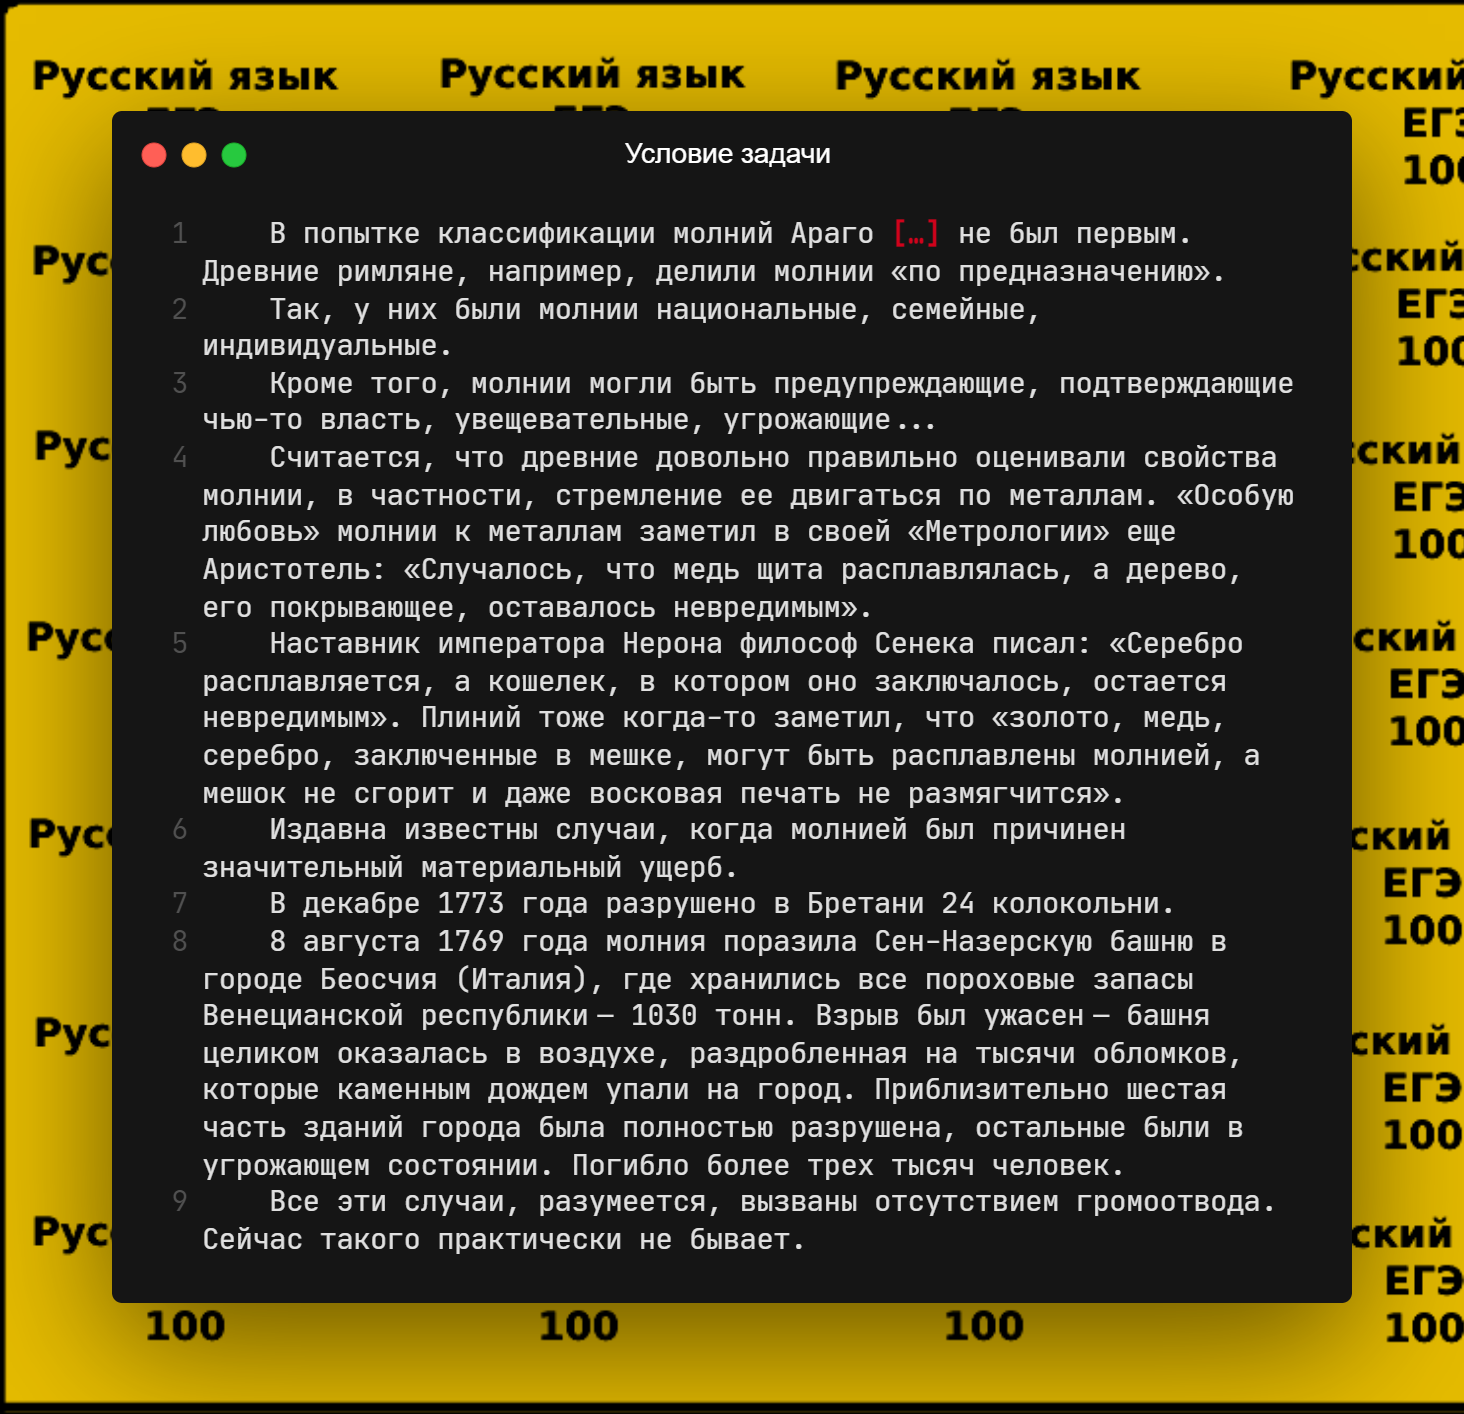 Русский язык Русский язык Русский язык Русский
ЕГЭ
100
Условие задачи
1 В попытке классификации молний Араго […] не был первым.
Древние римляне, например, делили молнии «по предназначению».
2 Так, у них были молнии национальные, семейные,
индивидуальные.
3 Кроме того, молнии могли быть предупреждающие, подтверждающие
чью-то власть, увещевательные, угрожающие...
4 Считается, что древние довольно правильно оценивали свойства
молнии, в частности, стремление ее двигаться по металлам. «Особую
любовь» молнии к металлам заметил в своей «Метрологии» еще
Аристотель: «Случалось, что медь щита расплавлялась, а дерево,
его покрывающее, оставалось невредимым».
5 Наставник императора Нерона философ Сенека писал: «Серебро
расплавляется, а кошелек, в котором оно заключалось, остается
невредимым». Плиний тоже когда-то заметил, что «золото, медь,
серебро, заключенные в мешке, могут быть расплавлены молнией, а
мешок не сгорит и даже восковая печать не размягчится».
6 Издавна известны случаи, когда молнией был причинен
значительный материальный ущерб.
7 В декабре 1773 года разрушено в Бретани 24 колокольни.
8 8 августа 1769 года молния поразила Сен-Назерскую башню в
городе Беосчия (Италия), где хранились все пороховые запасы
Венецианской республики — 1030 тонн. Взрыв был ужасен — башня
целиком оказалась в воздухе, раздробленная на тысячи обломков,
которые каменным дождем упали на город. Приблизительно шестая
часть зданий города была полностью разрушена, остальные были в
угрожающем состоянии. Погибло более трех тысяч человек.
9 Все эти случаи, разумеется, вызваны отсутствием громоотвода.
Сейчас такого практически не бывает.
100 100 100 100